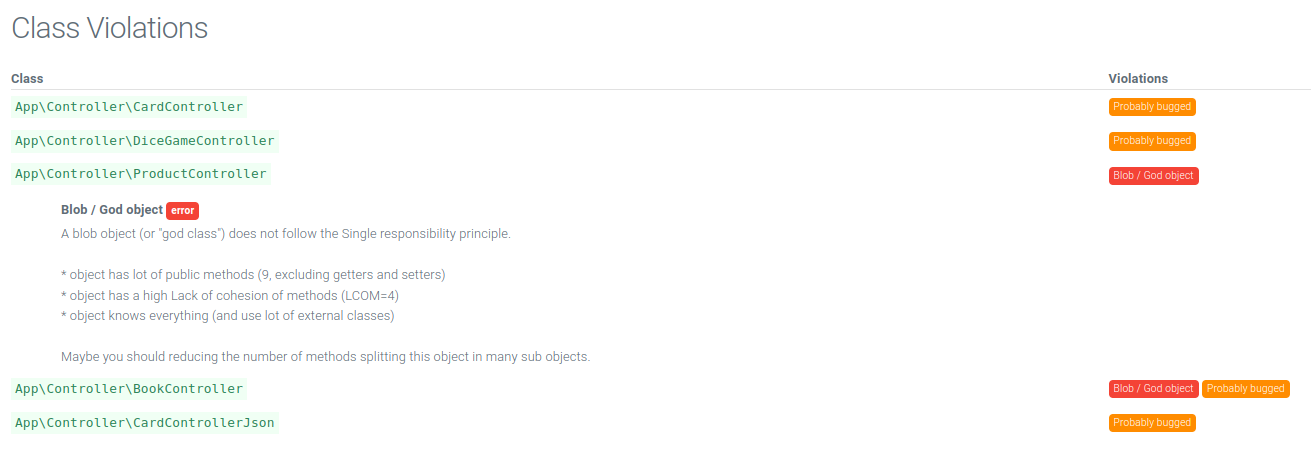 Class Violations
Class Violations
App\Controller\CardController Probably bugged
App\Controller\DiceGameController Probably bugged
App\Controller\ProductController Blob / God object
Blob / God object error
A blob object (or "god class") does not follow the Single responsibility principle.
* object has lot of public methods (9, excluding getters and setters)
* object has a high Lack of cohesion of methods (LCOM=4)
* object knows everything (and use lot of external classes)
Maybe you should reducing the number of methods splitting this object in many sub objects.
App\Controller\BookController Blob / God object Probably bugged
App\Controller\CardControllerJson Probably bugged